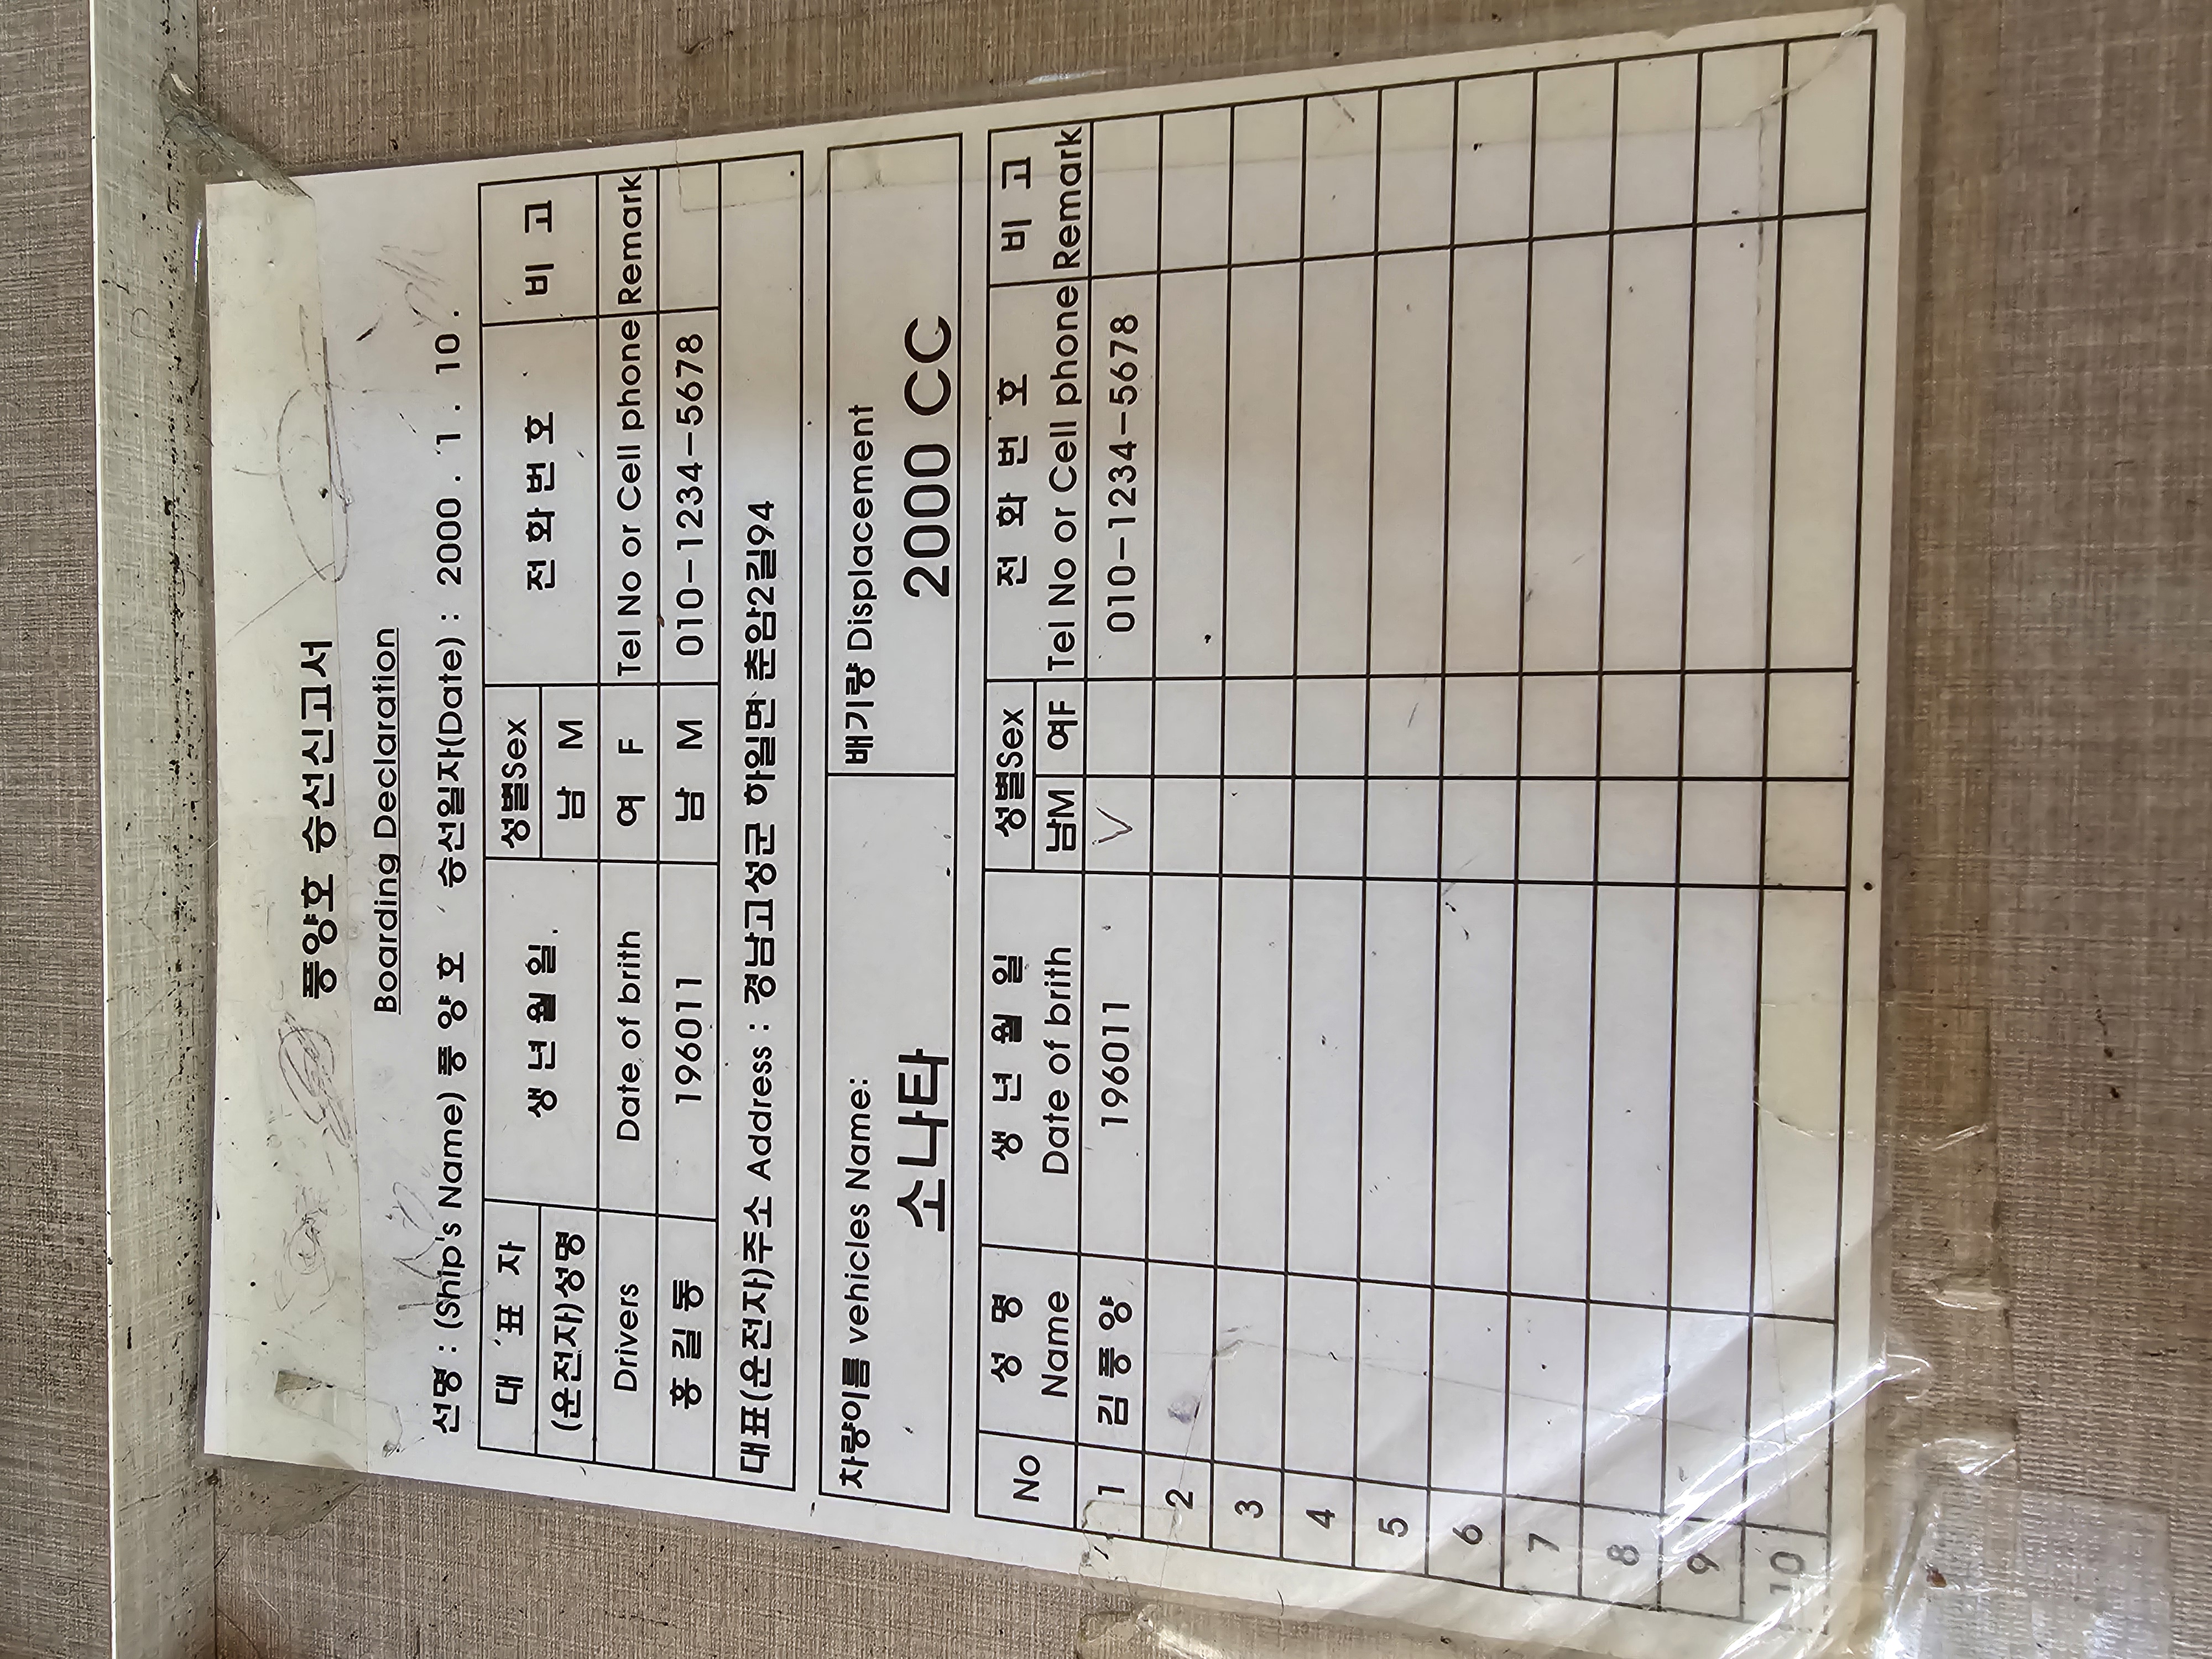 풍양호 승선신고서
Boarding Declaration
선명 : (Ship's Name) 풍 양 호 승선일자(Date) : 2000 . 1 . 10 .
대 표 자 생 년 월 일 성별Sex 전 화 번 호 비 고
(운전자)성명 남 M
Drivers Date of brith 여 F Tel No or Cell phone Remark
홍 길 동 196011 남 M 010-1234-5678
대표(운전자)주소 Address : 경남고성군 하일면 춘암2길94
차량이름 vehicles Name: 배기량 Displacement
소나타 2000 CC
No 성 명 생 년 월 일 성별Sex 전 화 번 호 비 고
Name Date of brith 남M 여F Tel No or Cell phone Remark
1 김 풍 양 196011 V 010-1234-5678
2
3
4
5
6
7
8
9
10